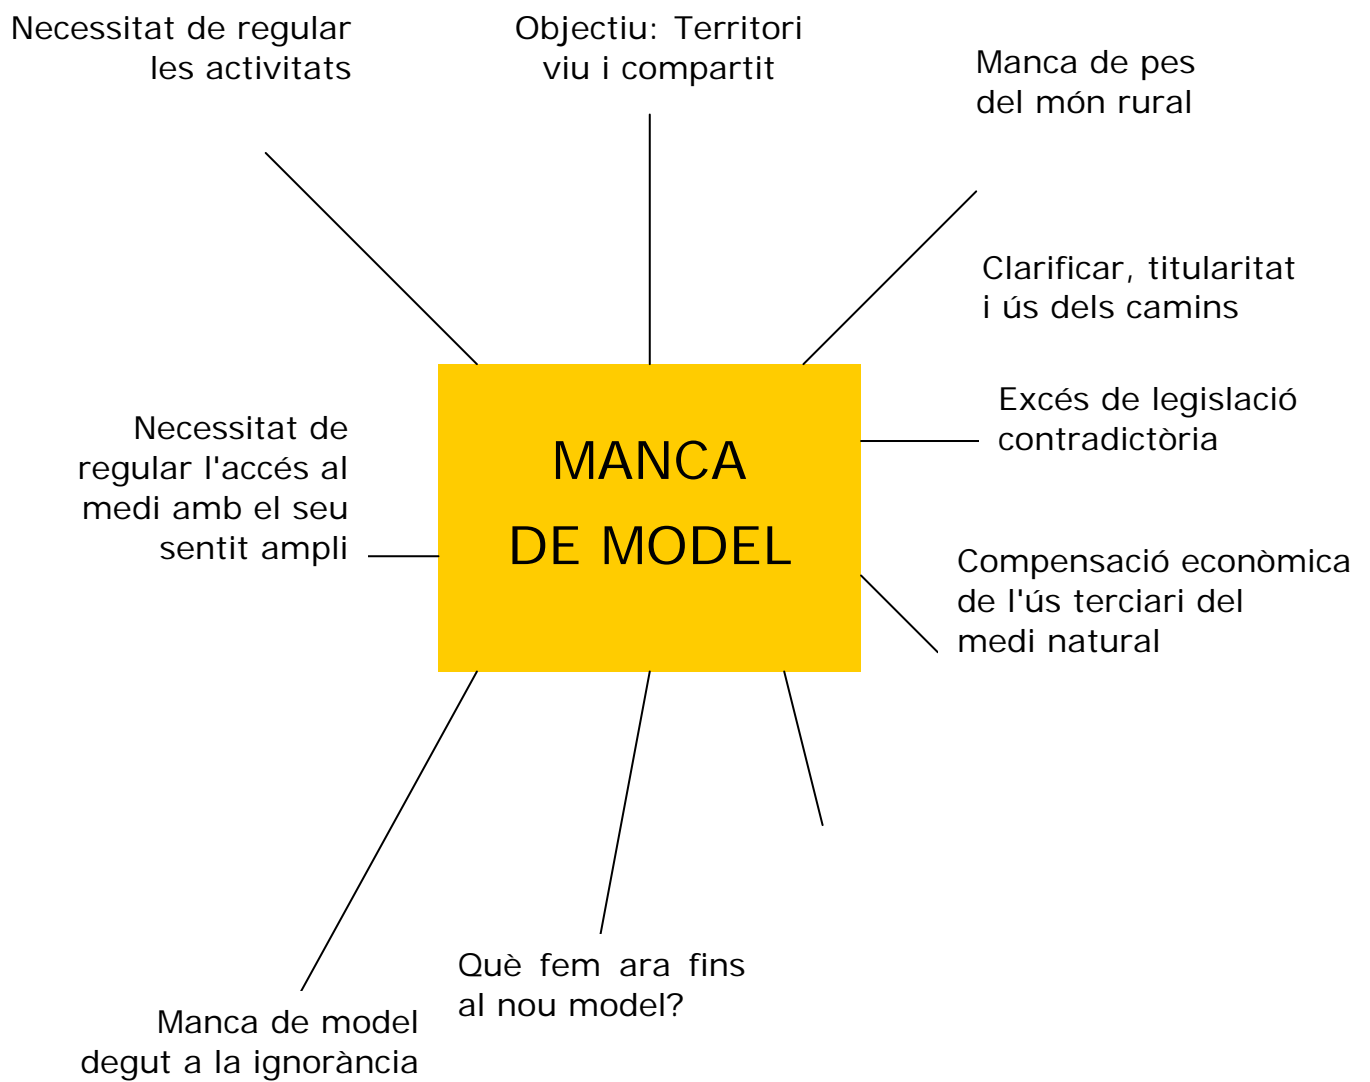 Necessitat de regular
les activitats
Objectiu: Territori
viu i compartit
Manca de pes
del món rural
Clarificar, titularitat
i ús dels camins
Excés de legislació
contradictòria
Necessitat de
regular l'accés al
medi amb el seu
sentit ampli
MANCA
DE MODEL
Compensació econòmica
de l'ús terciari del
medi natural
Què fem ara fins
al nou model?
Manca de model
degut a la ignorància